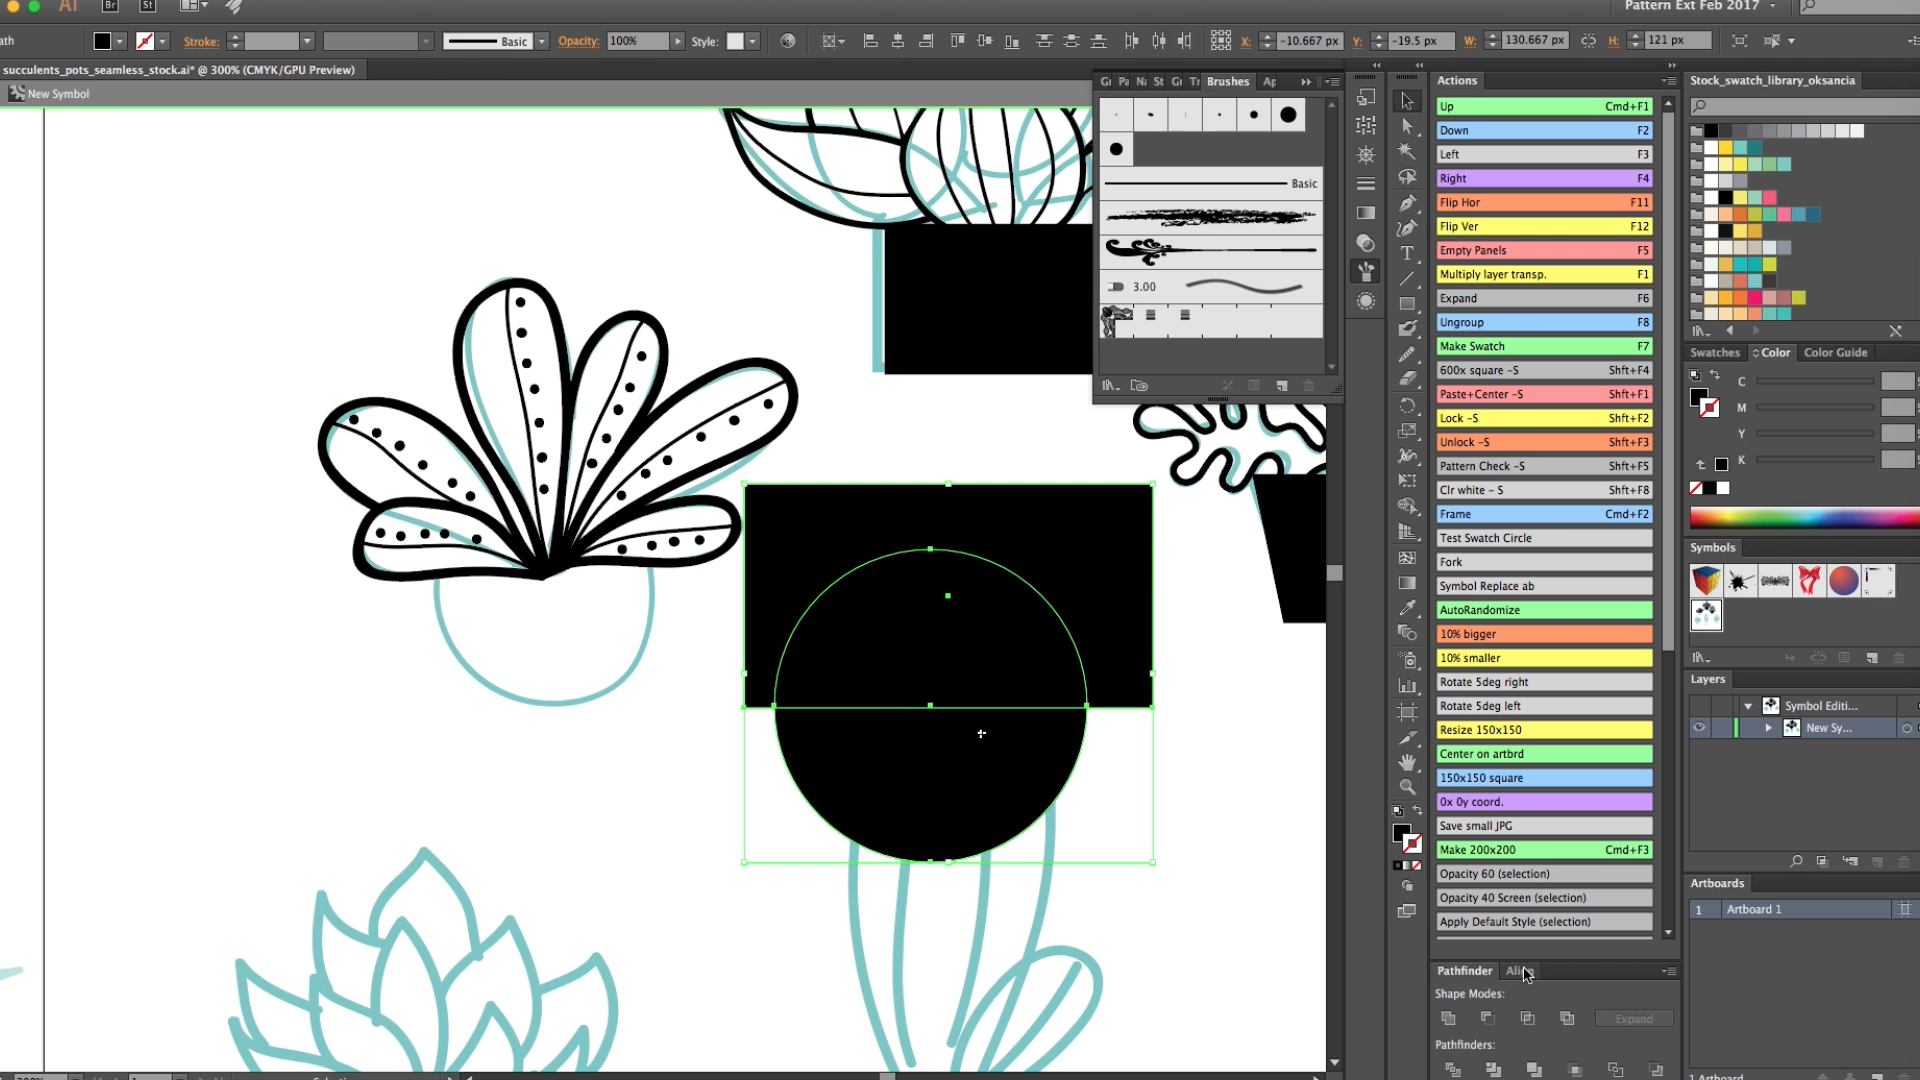 Ai Br St Pattern Ext Feb 2017
ath Stroke: Basic Opacity: 100% Style: X: -10.667 px Y: -19.5 px W: 130.667 px H: 121 px
succulents_pots_seamless_stock.ai* @ 300% (CMYK/GPU Preview)
New Symbol
Brushes
Basic
3.00
Actions
Up Cmd+F1
Down F2
Left F3
Right F4
Flip Hor F11
Flip Ver F12
Empty Panels F5
Multiply layer transp. F1
Expand F6
Ungroup F8
Make Swatch F7
600x square -S Shft+F4
Paste+Center -S Shft+F1
Lock -S Shft+F2
Unlock -S Shft+F3
Pattern Check -S Shft+F5
Clr white - S Shft+F8
Frame Cmd+F2
Test Swatch Circle
Fork
Symbol Replace ab
AutoRandomize
10% bigger
10% smaller
Rotate 5deg right
Rotate 5deg left
Resize 150x150
Center on artbrd
150x150 square
0x 0y coord.
Save small JPG
Make 200x200 Cmd+F3
Opacity 60 (selection)
Opacity 40 Screen (selection)
Apply Default Style (selection)
Pathfinder
Shape Modes:
Expand
Pathfinders:
Stock_swatch_library_oksancia
Swatches Color Color Guide
C
M
Y
K
Symbols
Layers
Symbol Editi...
New Sy...
Artboards
1 Artboard 1
1 Artboard